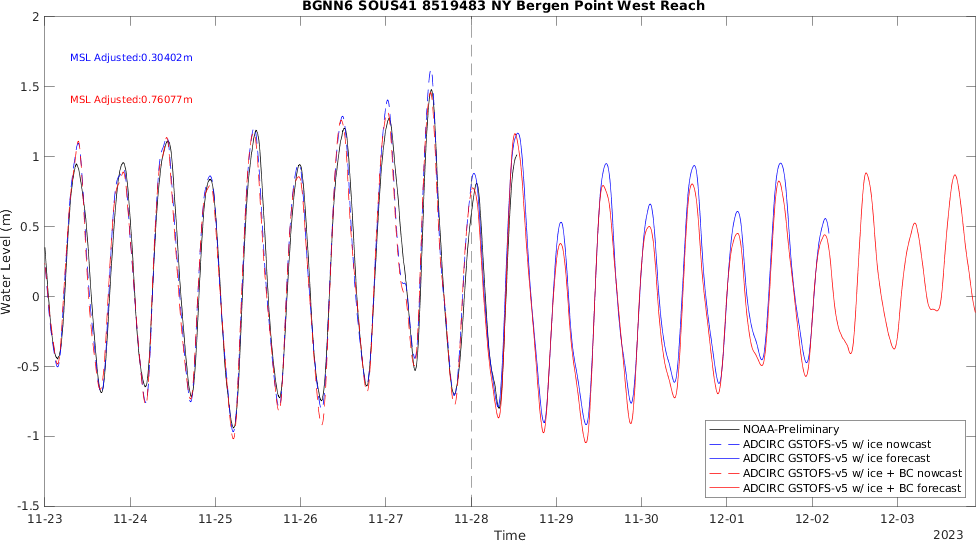 BGNN6 SOUS41 8519483 NY Bergen Point West Reach
2
1.5
1
0.5
0
-0.5
-1
-1.5
Water Level (m)
MSL Adjusted:0.30402m
MSL Adjusted:0.76077m
NOAA-Preliminary
ADCIRC GSTOFS-v5 w/ ice nowcast
ADCIRC GSTOFS-v5 w/ ice forecast
ADCIRC GSTOFS-v5 w/ ice + BC nowcast
ADCIRC GSTOFS-v5 w/ ice + BC forecast
11-23 11-24 11-25 11-26 11-27 11-28 11-29 11-30 12-01 12-02 12-03
Time
2023